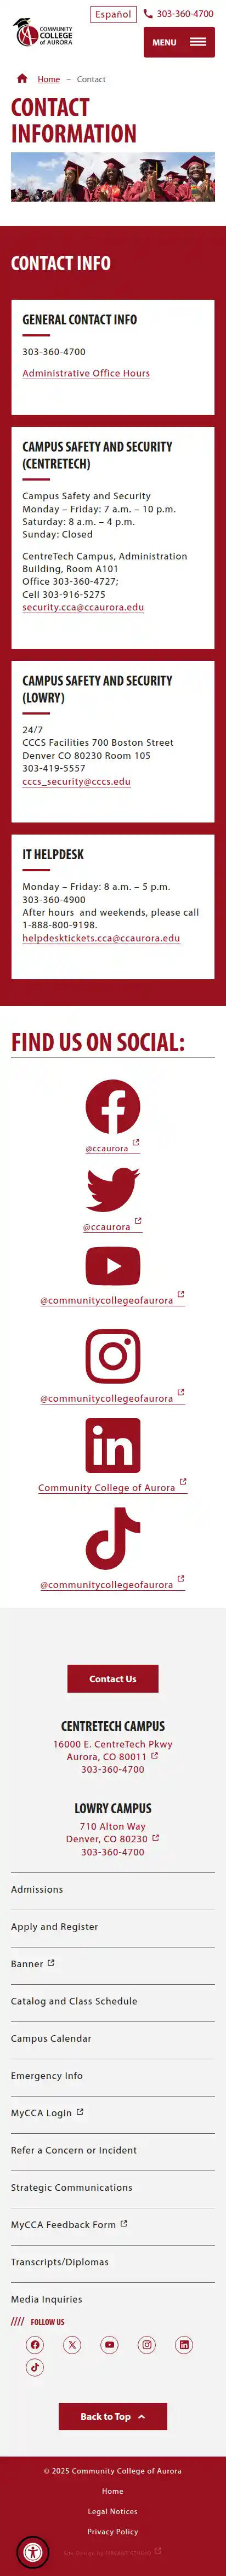 Español
303-360-4700
COMMUNITY
COLLEGE
of AURORA
MENU
Home – Contact
CONTACT
INFORMATION
CONTACT INFO
GENERAL CONTACT INFO
303-360-4700
Administrative Office Hours
CAMPUS SAFETY AND SECURITY
(CENTRETECH)
Campus Safety and Security
Monday – Friday: 7 a.m. – 10 p.m.
Saturday: 8 a.m. – 4 p.m.
Sunday: Closed
CentreTech Campus, Administration
Building, Room A101
Office 303-360-4727;
Cell 303-916-5275
security.cca@ccaurora.edu
CAMPUS SAFETY AND SECURITY
(LOWRY)
24/7
CCCS Facilities 700 Boston Street
Denver CO 80230 Room 105
303-419-5557
cccs_security@cccs.edu
IT HELPDESK
Monday – Friday: 8 a.m. – 5 p.m.
303-360-4900
After hours and weekends, please call
1-888-800-9198.
helpdesktickets.cca@ccaurora.edu
FIND US ON SOCIAL:
@ccaurora
@ccaurora
@communitycollegeofaurora
@communitycollegeofaurora
Community College of Aurora
@communitycollegeofaurora
Contact Us
CENTRETECH CAMPUS
16000 E. CentreTech Pkwy
Aurora, CO 80011
303-360-4700
LOWRY CAMPUS
710 Alton Way
Denver, CO 80230
303-360-4700
Admissions
Apply and Register
Banner
Catalog and Class Schedule
Campus Calendar
Emergency Info
MyCCA Login
Refer a Concern or Incident
Strategic Communications
MyCCA Feedback Form
Transcripts/Diplomas
Media Inquiries
//// FOLLOW US
Back to Top
© 2025 Community College of Aurora
Home
Legal Notices
Privacy Policy